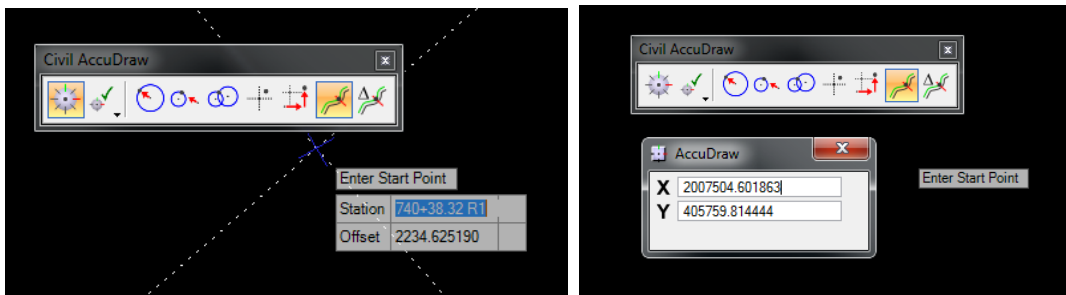 Civil AccuDraw
Enter Start Point
Station 740+38.32 R1
Offset 2234.625190
Civil AccuDraw
AccuDraw
X 2007504.601863
Y 405759.814444
Enter Start Point